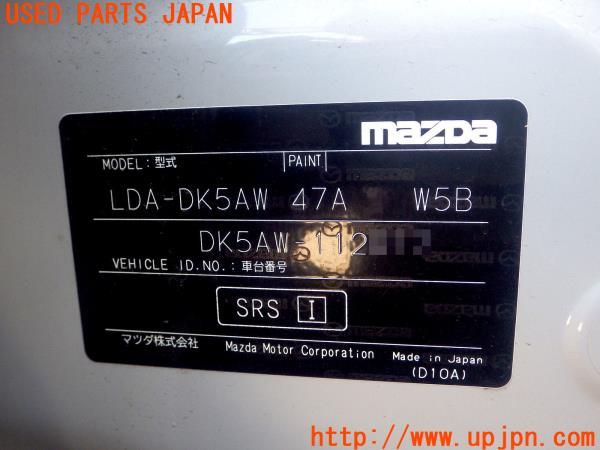 USED PARTS JAPAN
mazda
MODEL: 型式 PAINT
LDA-DK5AW 47A W5B
DK5AW-112
VEHICLE ID.NO.: 車台番号
SRS I
マツダ株式会社 Mazda Motor Corporation Made in Japan
(D10A)
http://www.upjpn.com/